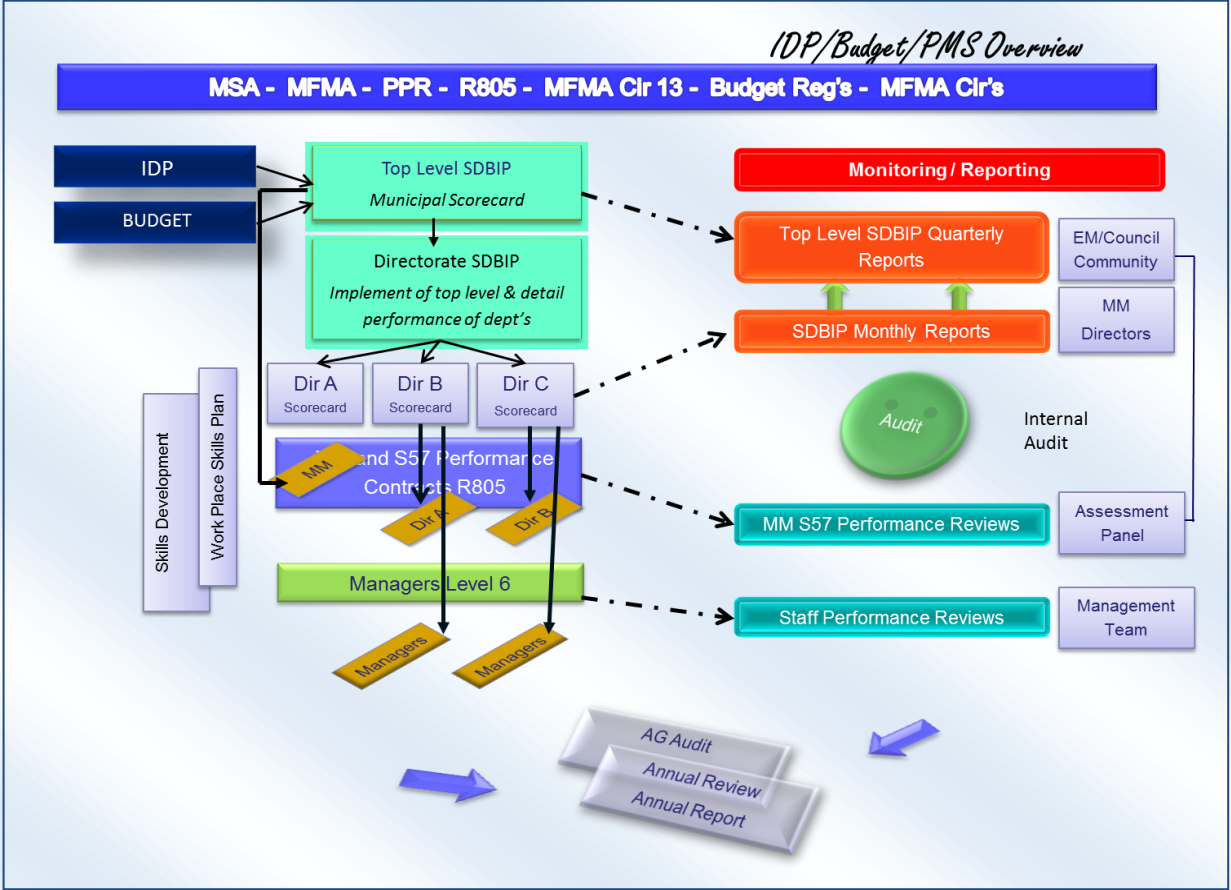 IDP/Budget/PMS Overview
MSA - MFMA - PPR - R805 - MFMA Cir 13 - Budget Reg's - MFMA Cir's
IDP
BUDGET
Top Level SDBIP
Municipal Scorecard
Directorate SDBIP
Implement of top level & detail
performance of dept's
Dir A
Scorecard
Dir B
Scorecard
Dir C
Scorecard
Skills Development
Work Place Skills Plan
and S57 Performance
Contracts R805
MM
Dir A
Dir B
Managers Level 6
Managers
Managers
Monitoring / Reporting
Top Level SDBIP Quarterly
Reports
EM/Council
Community
SDBIP Monthly Reports
MM
Directors
Audit
Internal
Audit
MM S57 Performance Reviews
Assessment
Panel
Staff Performance Reviews
Management
Team
AG Audit
Annual Review
Annual Report